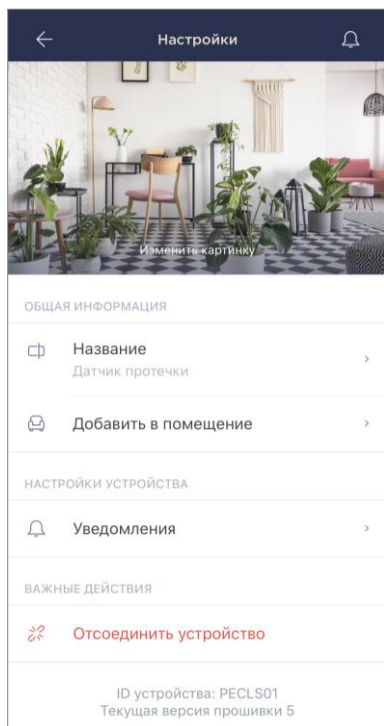 Настройки
Изменить картинку
ОБЩАЯ ИНФОРМАЦИЯ
Название
Датчик протечки
Добавить в помещение
НАСТРОЙКИ УСТРОЙСТВА
Уведомления
ВАЖНЫЕ ДЕЙСТВИЯ
Отсоединить устройство
ID устройства: PECLS01
Текущая версия прошивки 5